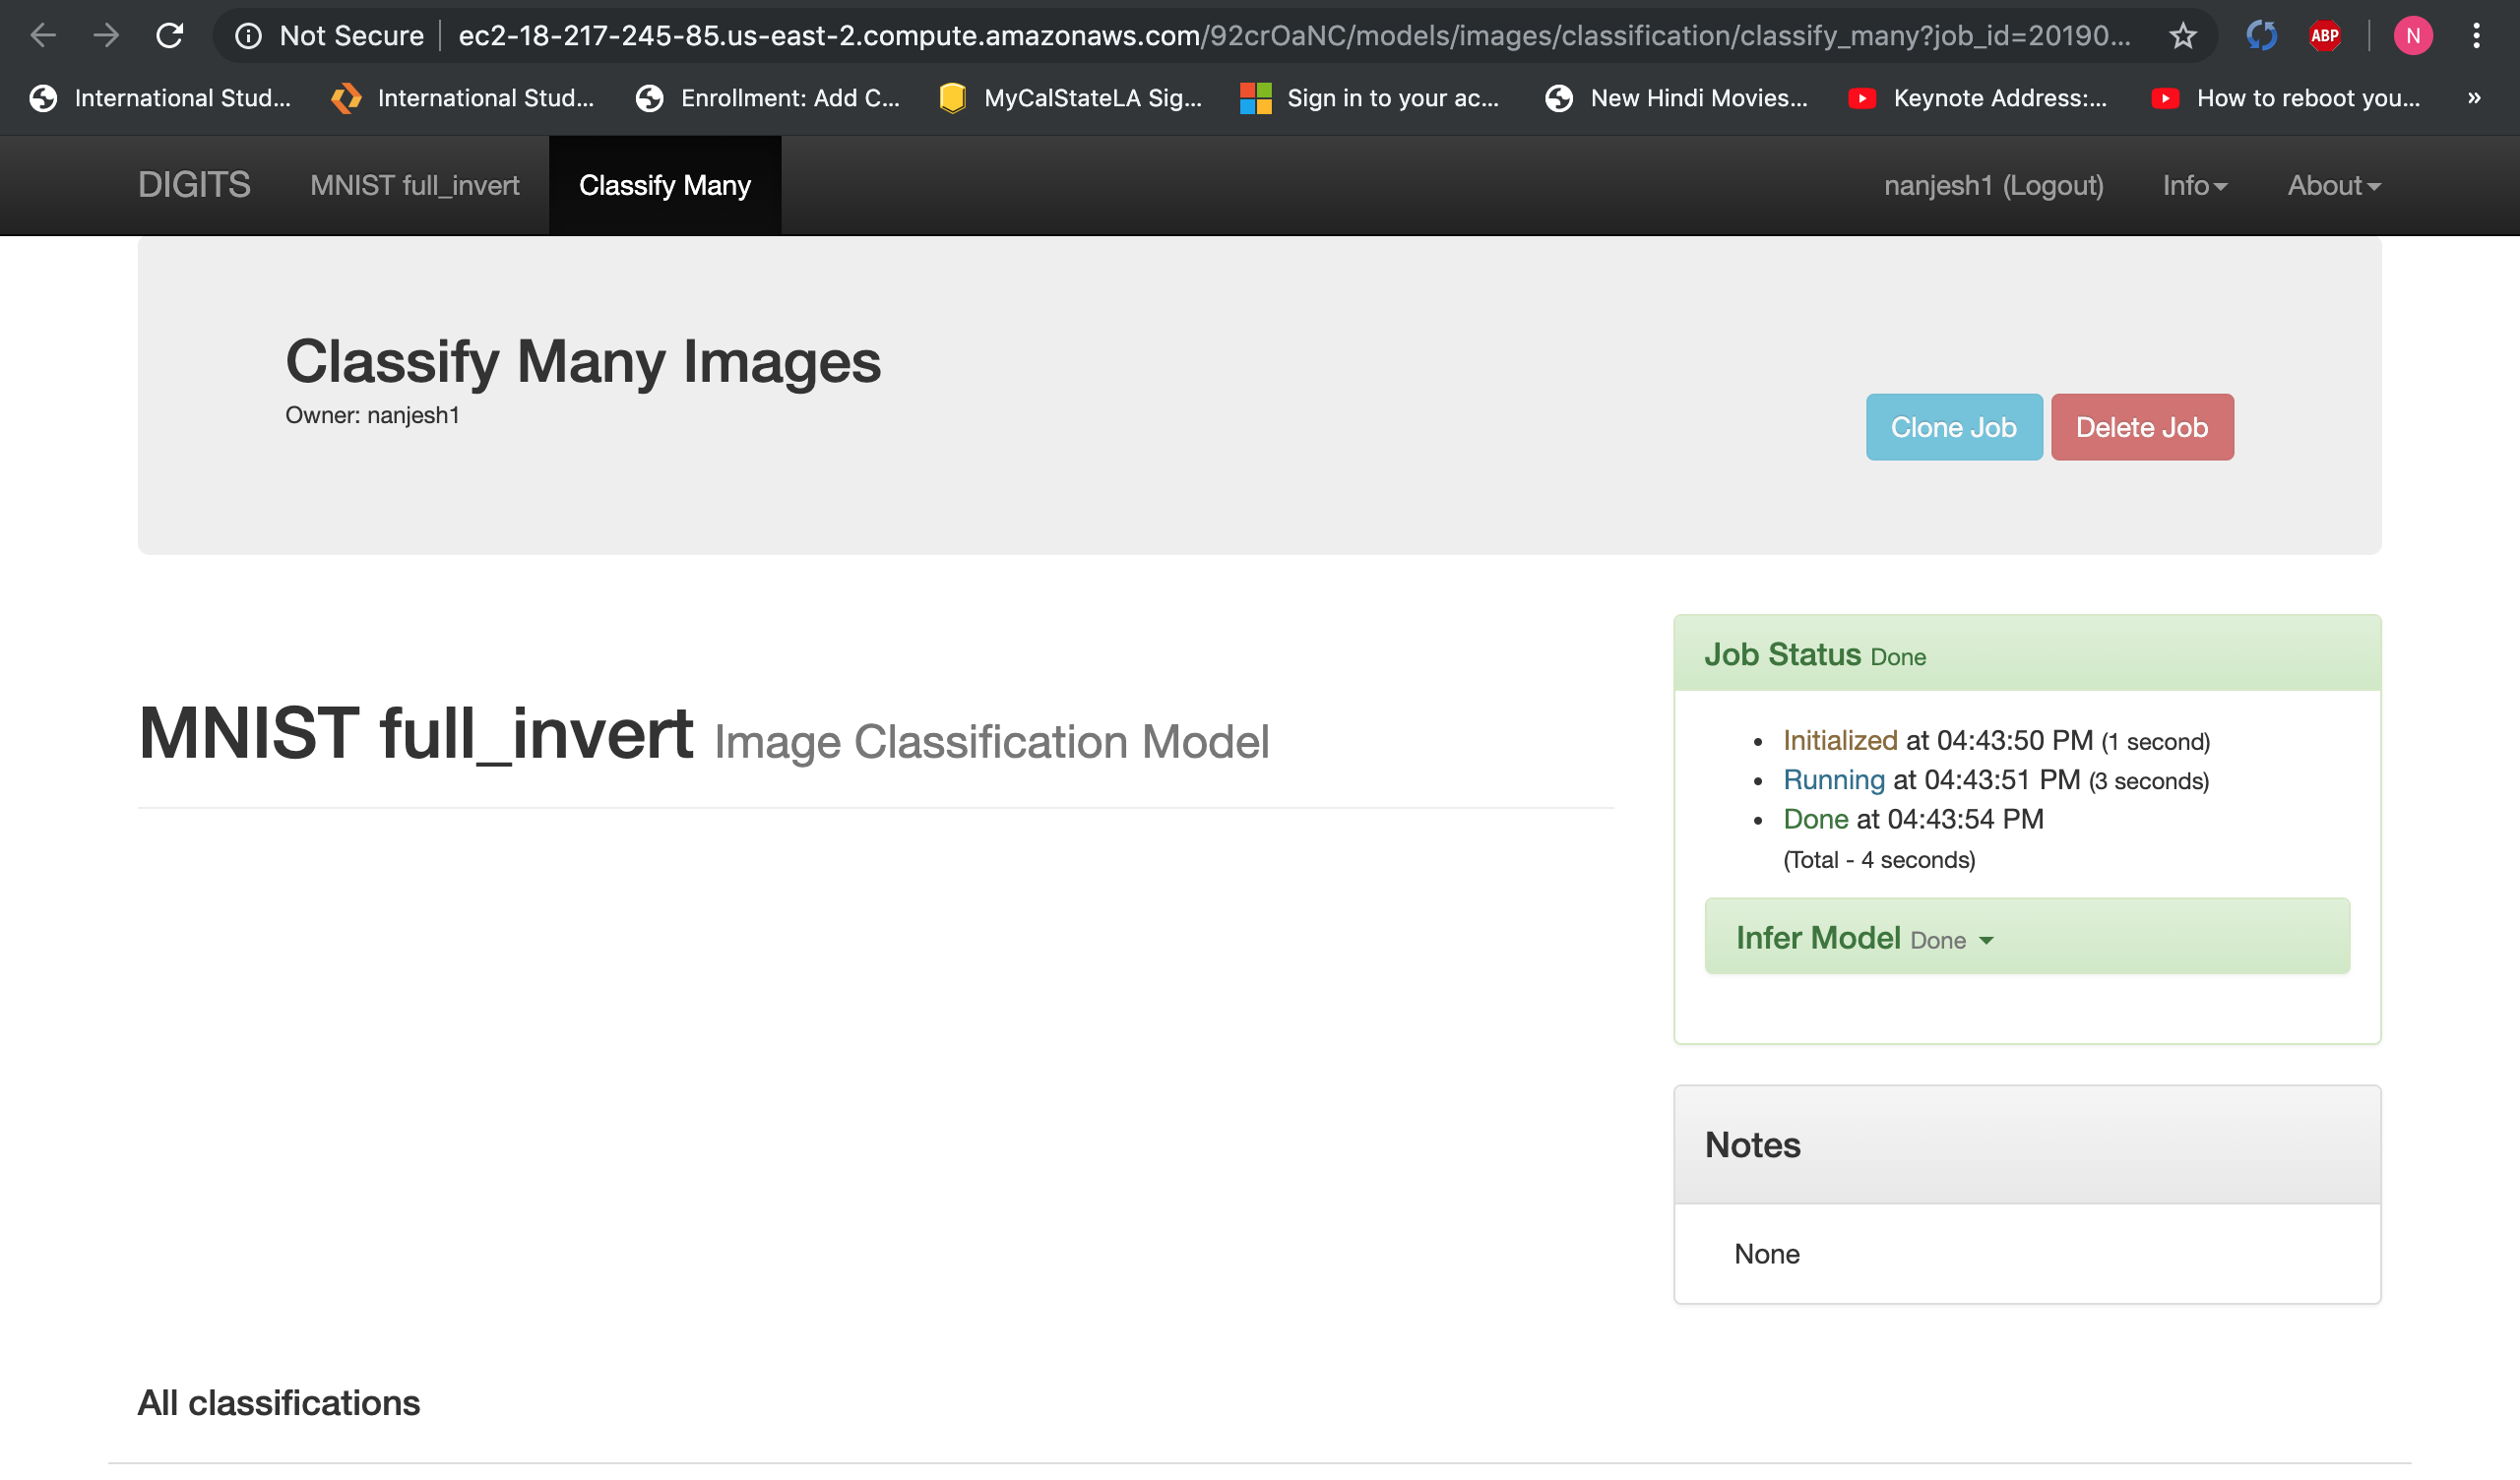 Not Secure ec2-18-217-245-85.us-east-2.compute.amazonaws.com/92crOaNC/models/images/classification/classify_many?job_id=20190... ABP N
International Stud... International Stud... Enrollment: Add C... MyCalStateLA Sig... Sign in to your ac... New Hindi Movies... Keynote Address:... How to reboot you... »
DIGITS MNIST full_invert Classify Many nanjesh1 (Logout) Info About
Classify Many Images
Owner: nanjesh1
Clone Job Delete Job
MNIST full_invert Image Classification Model
Job Status Done
Initialized at 04:43:50 PM (1 second)
Running at 04:43:51 PM (3 seconds)
Done at 04:43:54 PM
(Total - 4 seconds)
Infer Model Done
Notes
None
All classifications